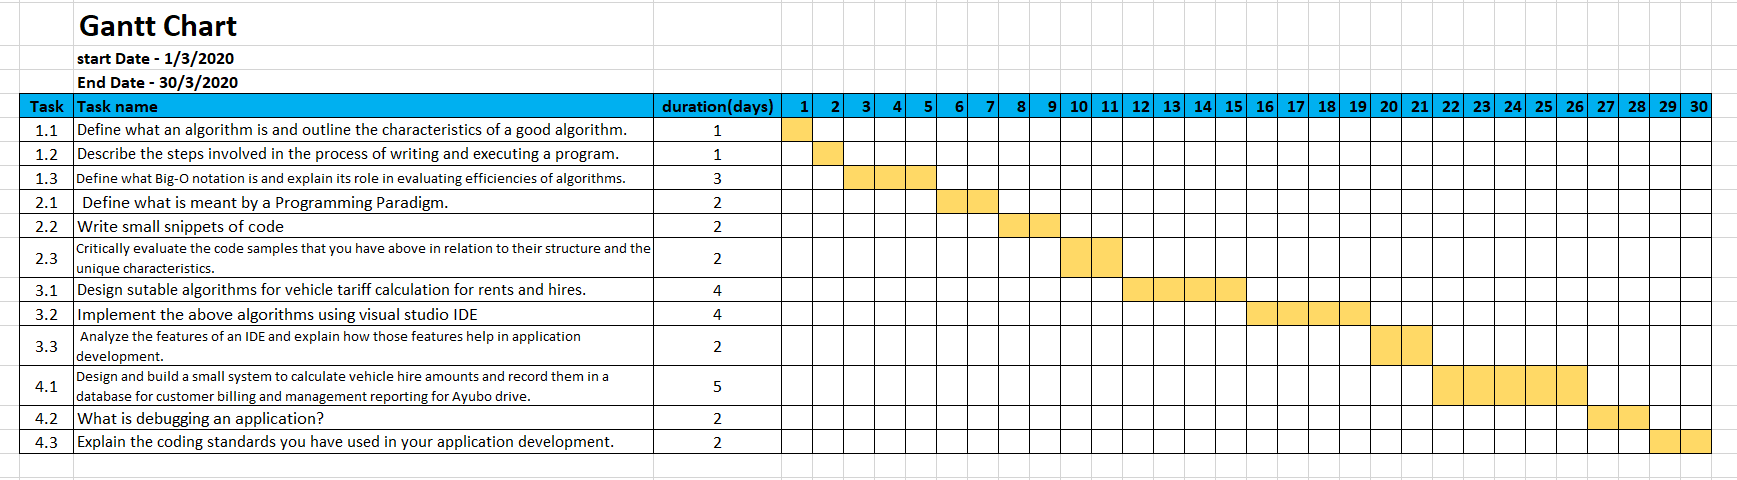 Gantt Chart
start Date - 1/3/2020
End Date - 30/3/2020
Task Task name duration(days) 1 2 3 4 5 6 7 8 9 10 11 12 13 14 15 16 17 18 19 20 21 22 23 24 25 26 27 28 29 30
1.1 Define what an algorithm is and outline the characteristics of a good algorithm. 1
1.2 Describe the steps involved in the process of writing and executing a program. 1
1.3 Define what Big-O notation is and explain its role in evaluating efficiencies of algorithms. 3
2.1 Define what is meant by a Programming Paradigm. 2
2.2 Write small snippets of code 2
2.3 Critically evaluate the code samples that you have above in relation to their structure and the
unique characteristics. 2
3.1 Design sutable algorithms for vehicle tariff calculation for rents and hires. 4
3.2 Implement the above algorithms using visual studio IDE 4
3.3 Analyze the features of an IDE and explain how those features help in application
development. 2
4.1 Design and build a small system to calculate vehicle hire amounts and record them in a
database for customer billing and management reporting for Ayubo drive. 5
4.2 What is debugging an application? 2
4.3 Explain the coding standards you have used in your application development. 2